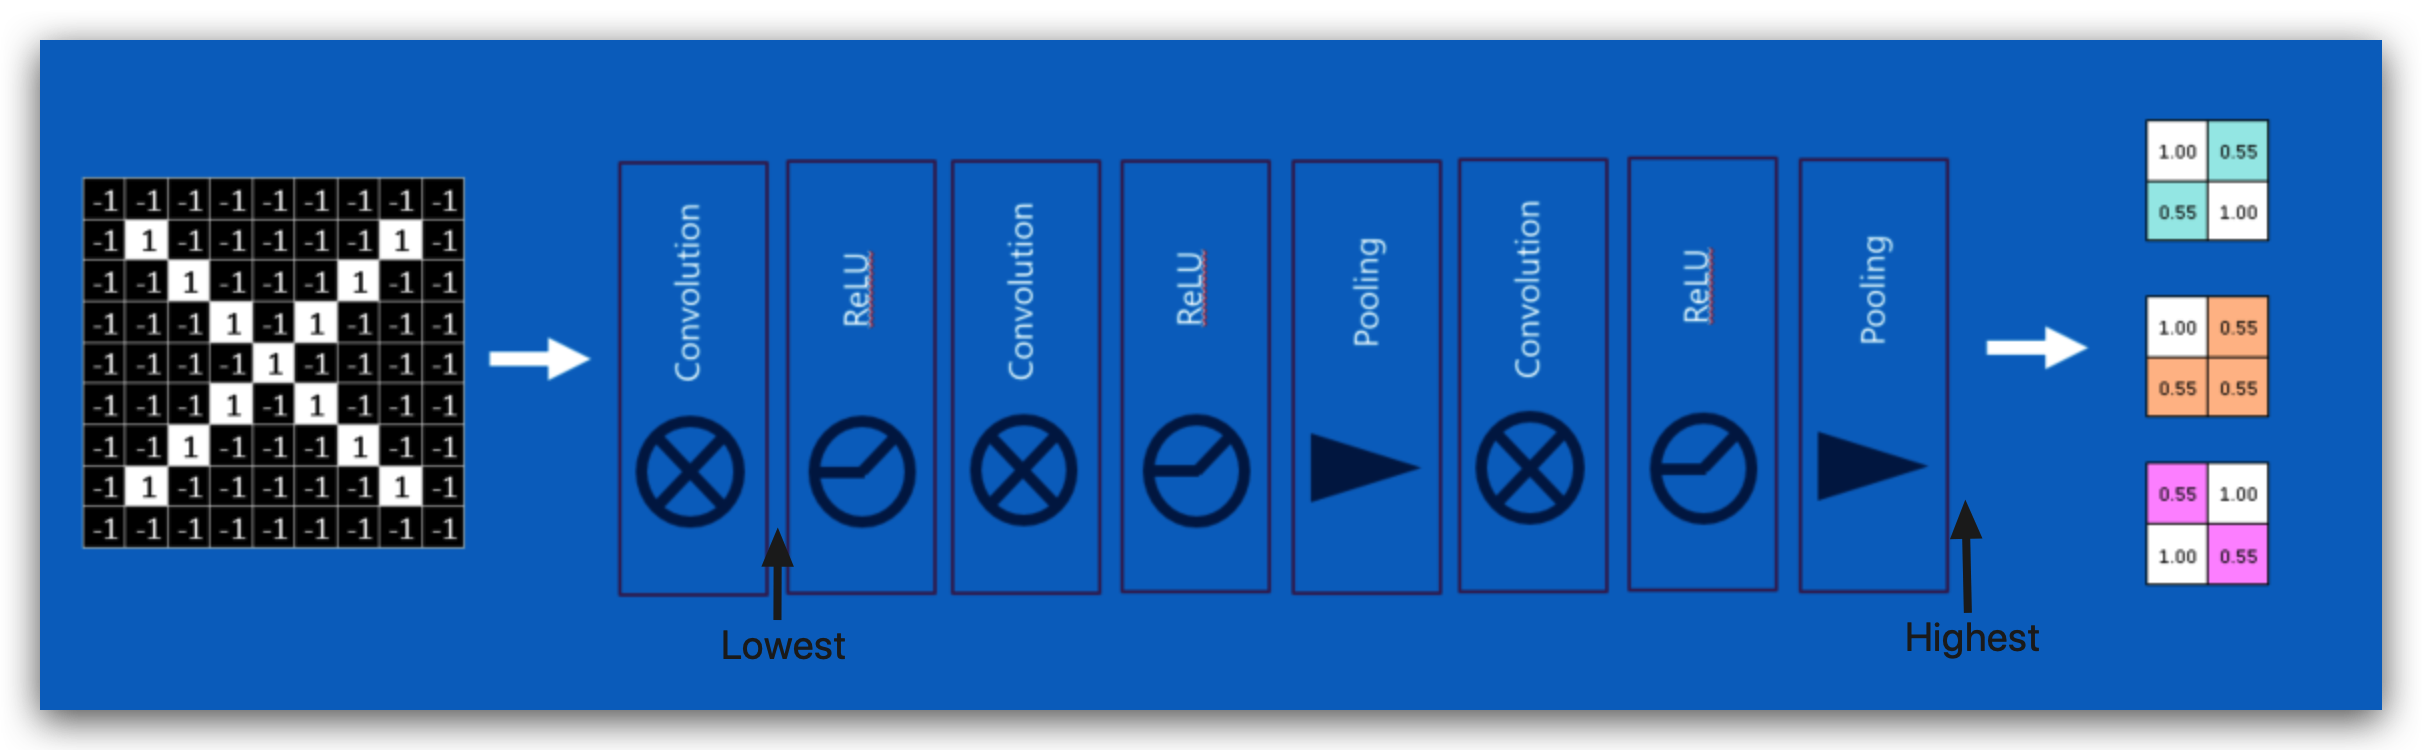 -1 -1 -1 -1 -1 -1 -1 -1 -1
-1 1 -1 -1 -1 -1 -1 1 -1
-1 -1 1 -1 -1 -1 1 -1 -1
-1 -1 -1 1 -1 1 -1 -1 -1
-1 -1 -1 -1 1 -1 -1 -1 -1
-1 -1 -1 1 -1 1 -1 -1 -1
-1 -1 1 -1 -1 -1 1 -1 -1
-1 1 -1 -1 -1 -1 -1 1 -1
-1 -1 -1 -1 -1 -1 -1 -1 -1
Convolution
ReLU
Convolution
ReLU
Pooling
Convolution
ReLU
Pooling
Lowest
Highest
1.00 0.55
0.55 1.00
1.00 0.55
0.55 0.55
0.55 1.00
1.00 0.55